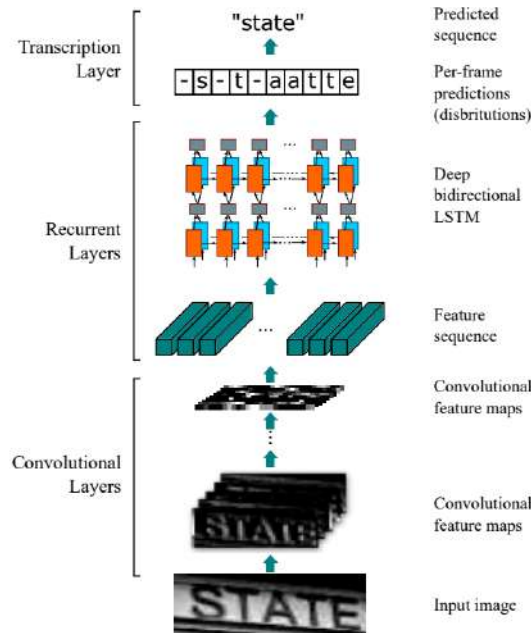 "state"
Predicted
sequence
Transcription
Layer
-s-t-aatte
Per-frame
predictions
(disbritutions)
Recurrent
Layers
Deep
bidirectional
LSTM
...
Feature
sequence
Convolutional
Layers
Convolutional
feature maps
STATE
Convolutional
feature maps
STATE
Input image